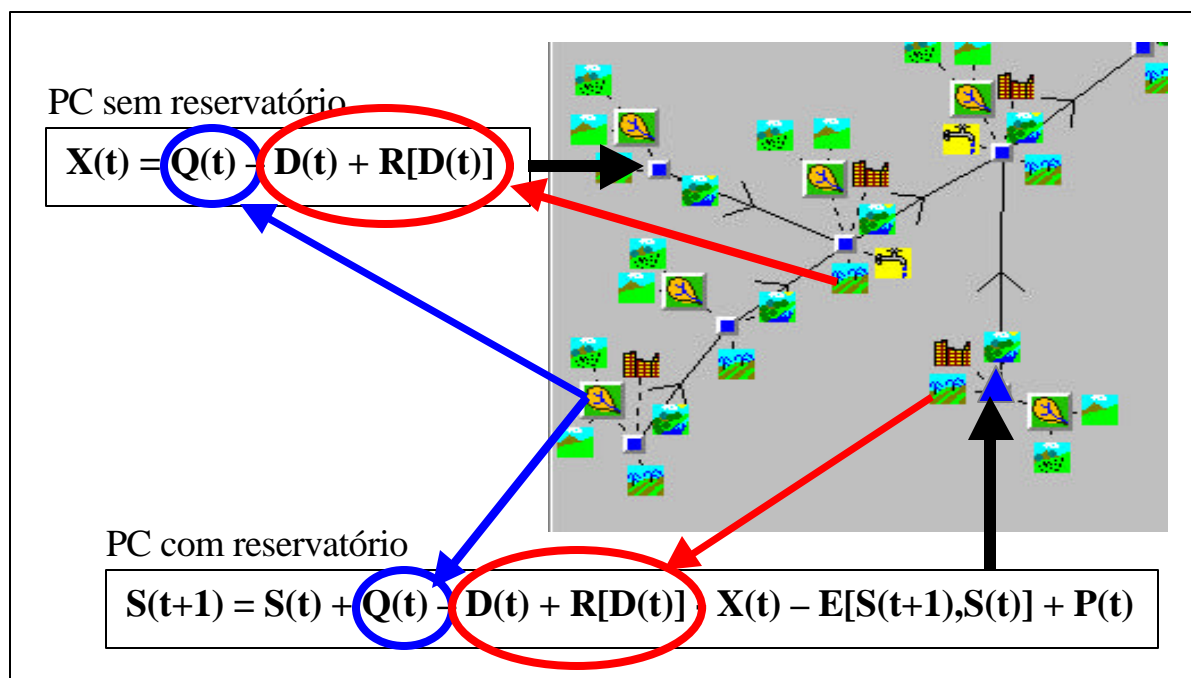 PC sem reservatório
X(t) = Q(t) – D(t) + R[D(t)]
PC com reservatório
S(t+1) = S(t) + Q(t) – D(t) + R[D(t)] - X(t) – E[S(t+1),S(t)] + P(t)